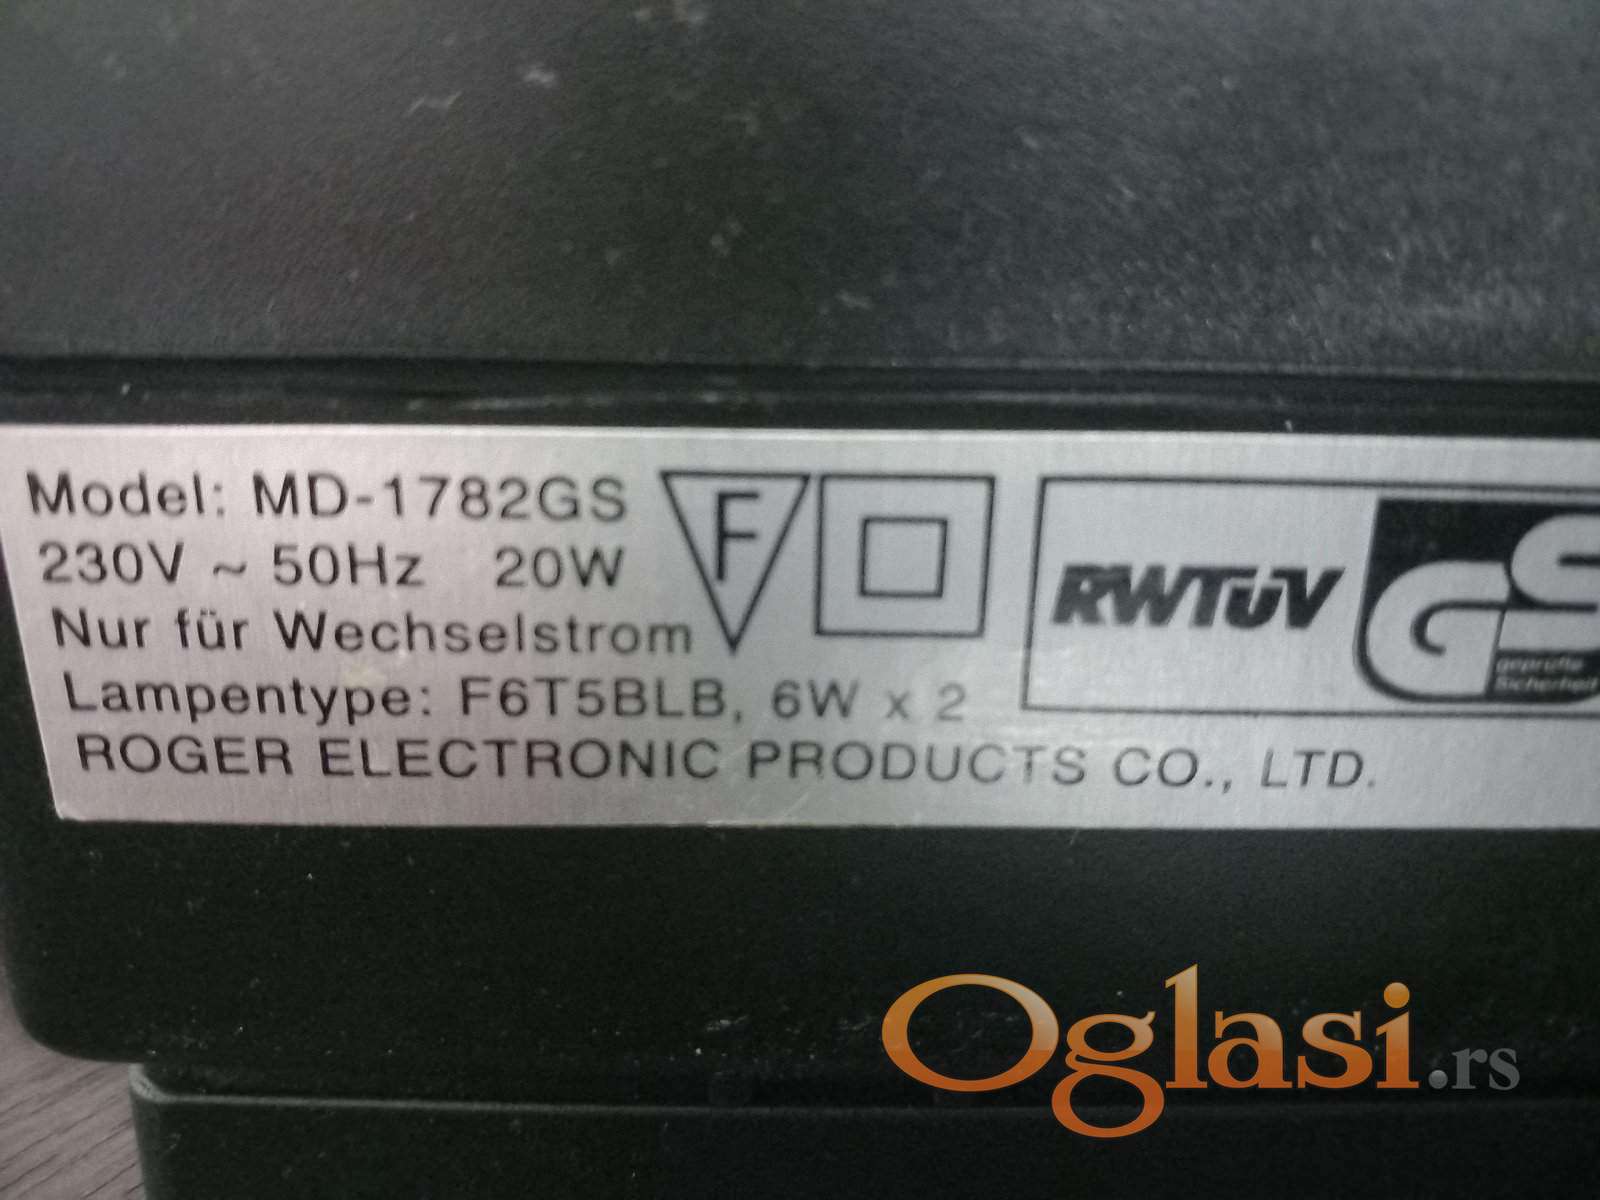 Model: MD-1782GS
230V ~ 50Hz 20W
Nur für Wechselstrom
Lampentype: F6T5BLB, 6W x 2
ROGER ELECTRONIC PRODUCTS CO., LTD.
F
RWTÜV
GS
geprüfte
Sicherheit
Oglasi.rs